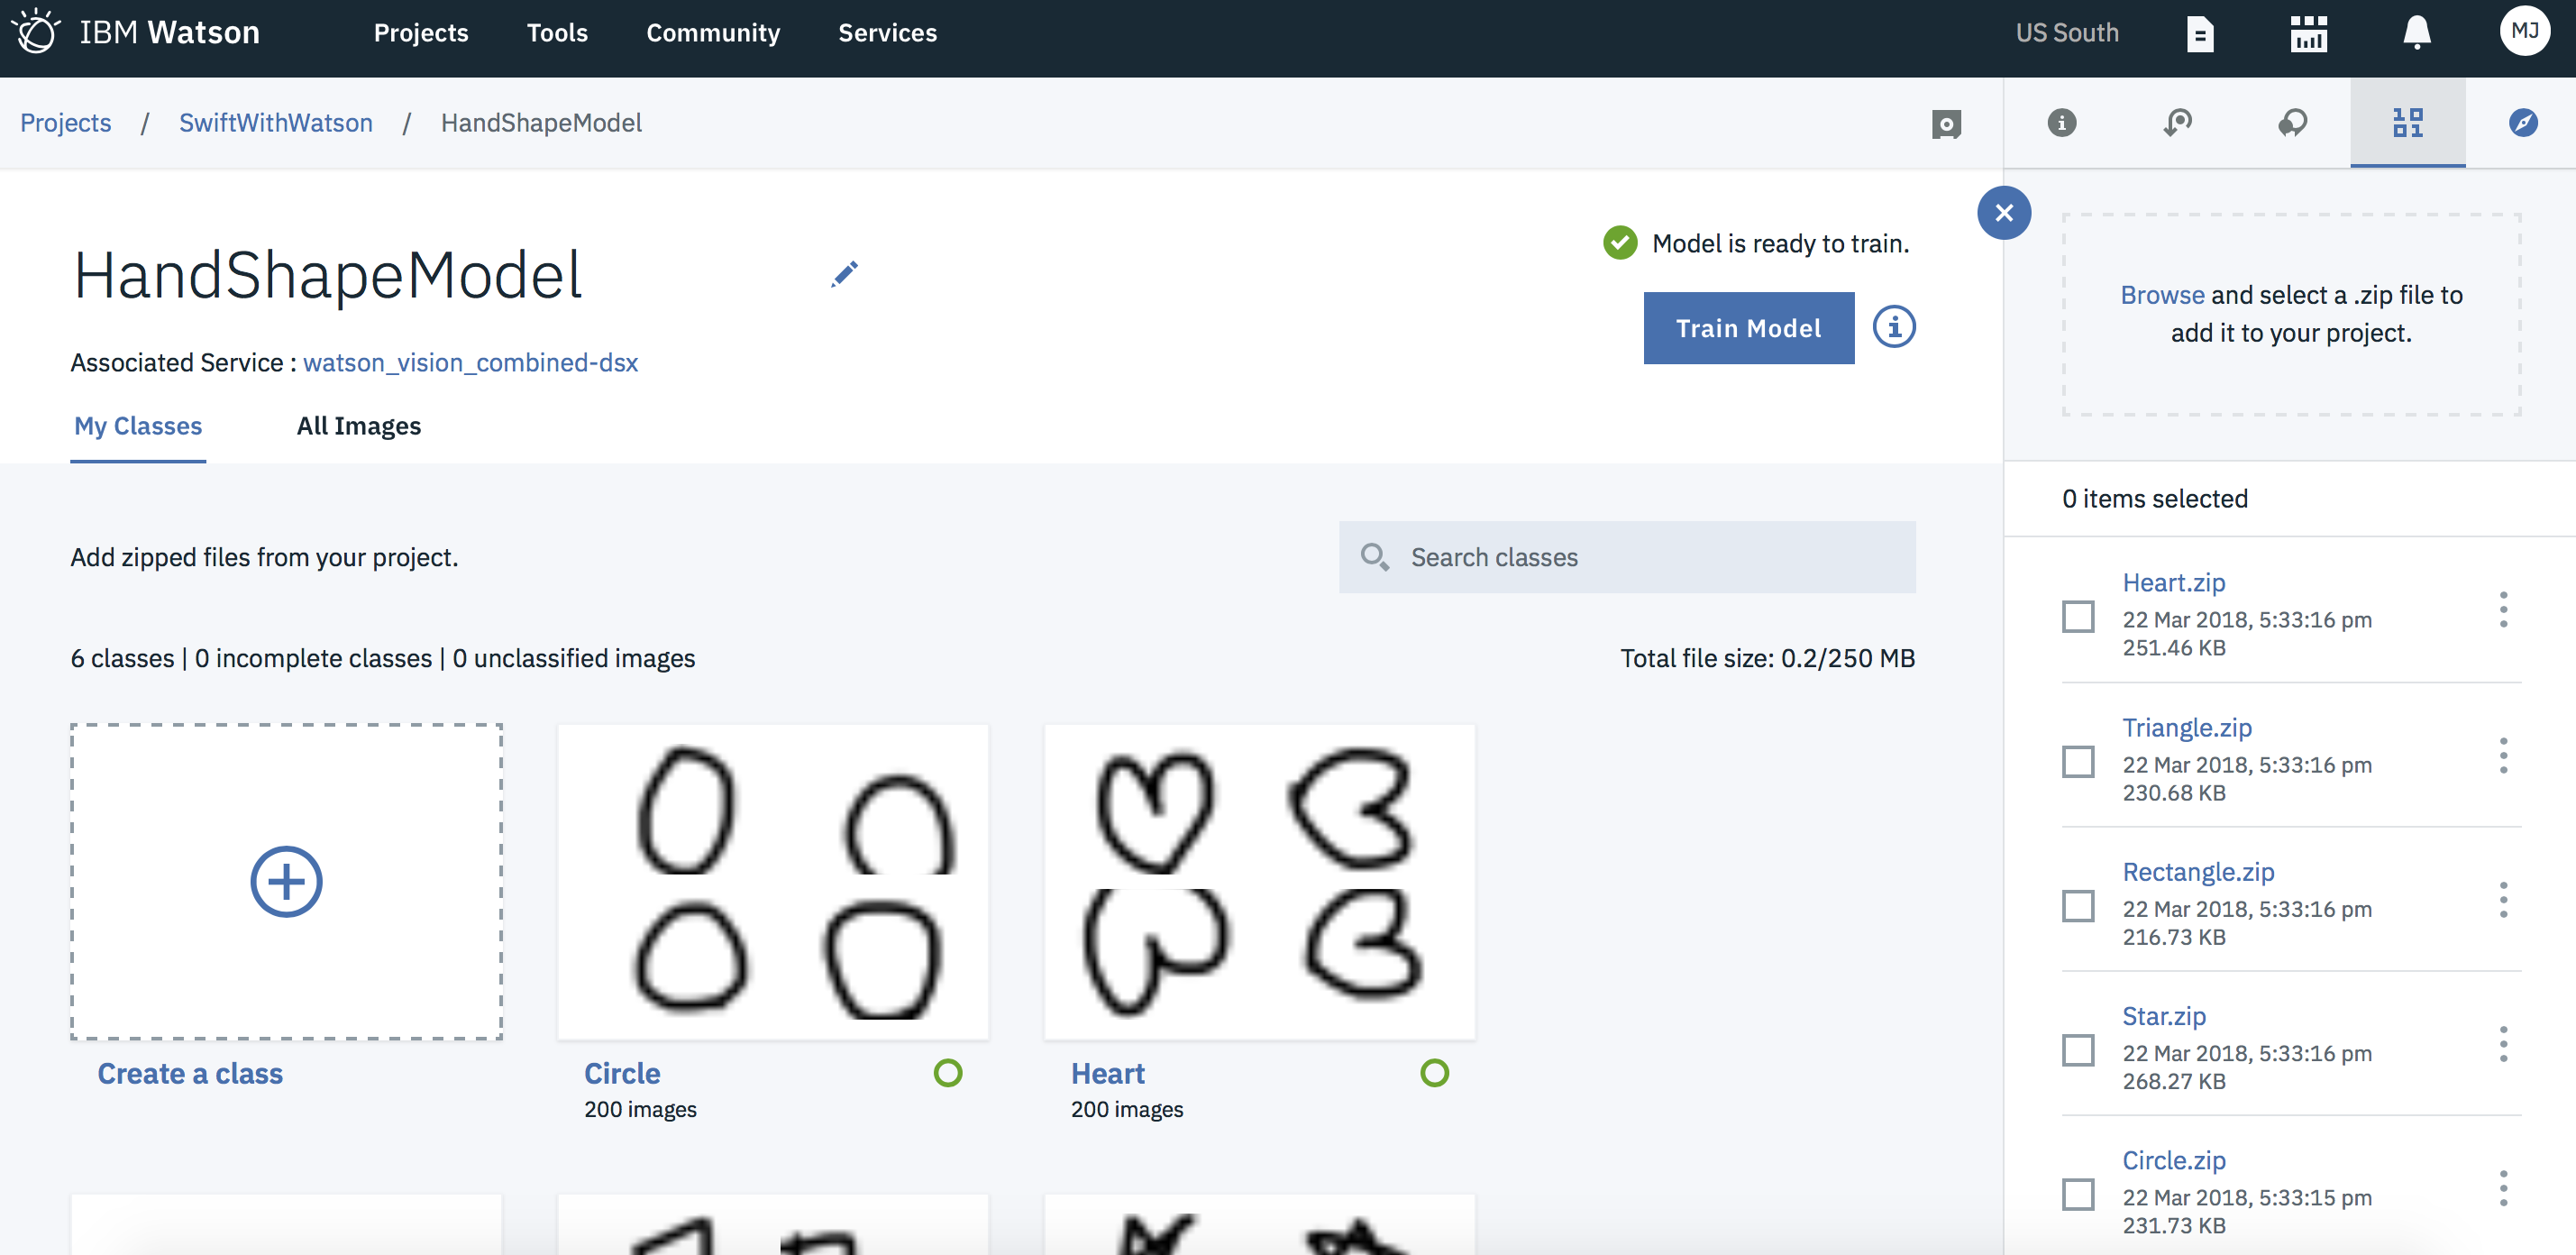 IBM Watson
Projects
Tools
Community
Services
US South
MJ
Projects / SwiftWithWatson / HandShapeModel
HandShapeModel
Model is ready to train.
Train Model
Associated Service : watson_vision_combined-dsx
My Classes
All Images
Add zipped files from your project.
Search classes
6 classes | 0 incomplete classes | 0 unclassified images
Total file size: 0.2/250 MB
Create a class
Circle
200 images
Heart
200 images
Browse and select a .zip file to
add it to your project.
0 items selected
Heart.zip
22 Mar 2018, 5:33:16 pm
251.46 KB
Triangle.zip
22 Mar 2018, 5:33:16 pm
230.68 KB
Rectangle.zip
22 Mar 2018, 5:33:16 pm
216.73 KB
Star.zip
22 Mar 2018, 5:33:16 pm
268.27 KB
Circle.zip
22 Mar 2018, 5:33:15 pm
231.73 KB